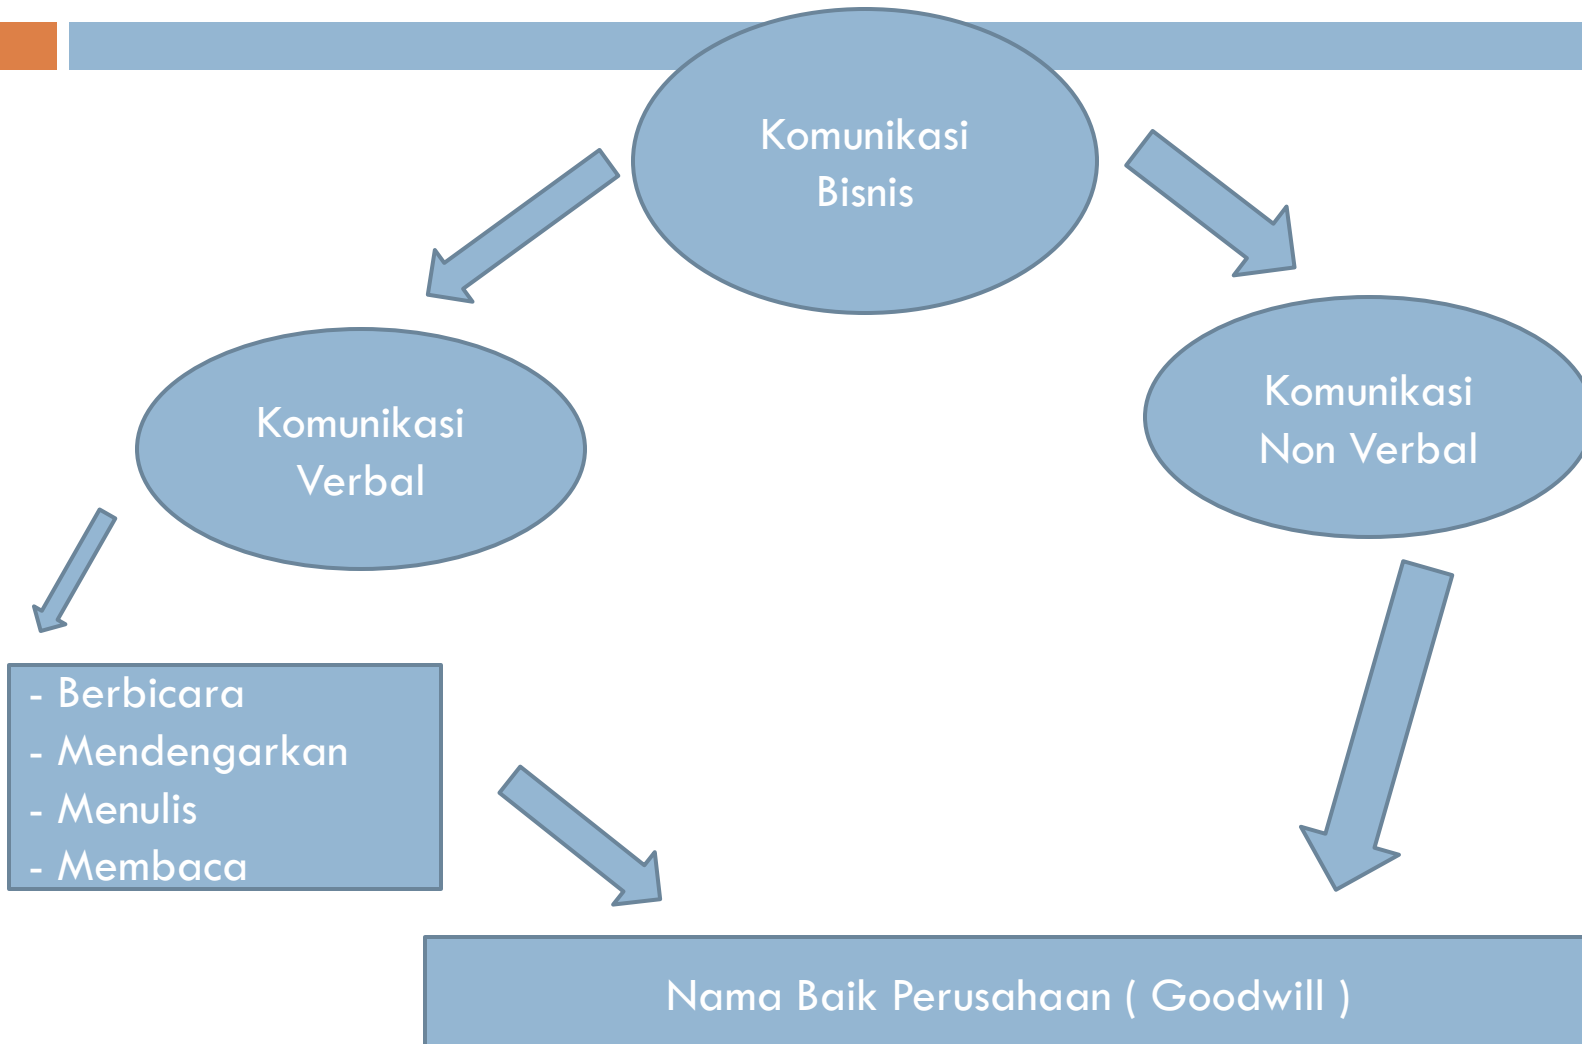 Komunikasi
Bisnis
Komunikasi
Verbal
Komunikasi
Non Verbal
- Berbicara
- Mendengarkan
- Menulis
- Membaca
Nama Baik Perusahaan ( Goodwill )